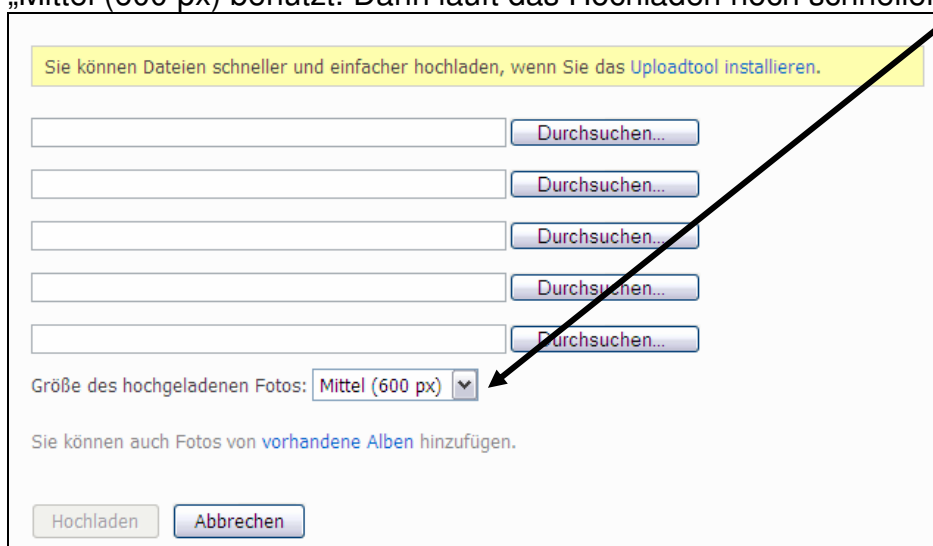 „Mittel (600 px) benutzt. Dann läuft das Hochladen noch schneller
Sie können Dateien schneller und einfacher hochladen, wenn Sie das Uploadtool installieren.
Durchsuchen...
Durchsuchen...
Durchsuchen...
Durchsuchen...
Durchsuchen...
Größe des hochgeladenen Fotos: Mittel (600 px)
Sie können auch Fotos von vorhandene Alben hinzufügen.
Hochladen Abbrechen